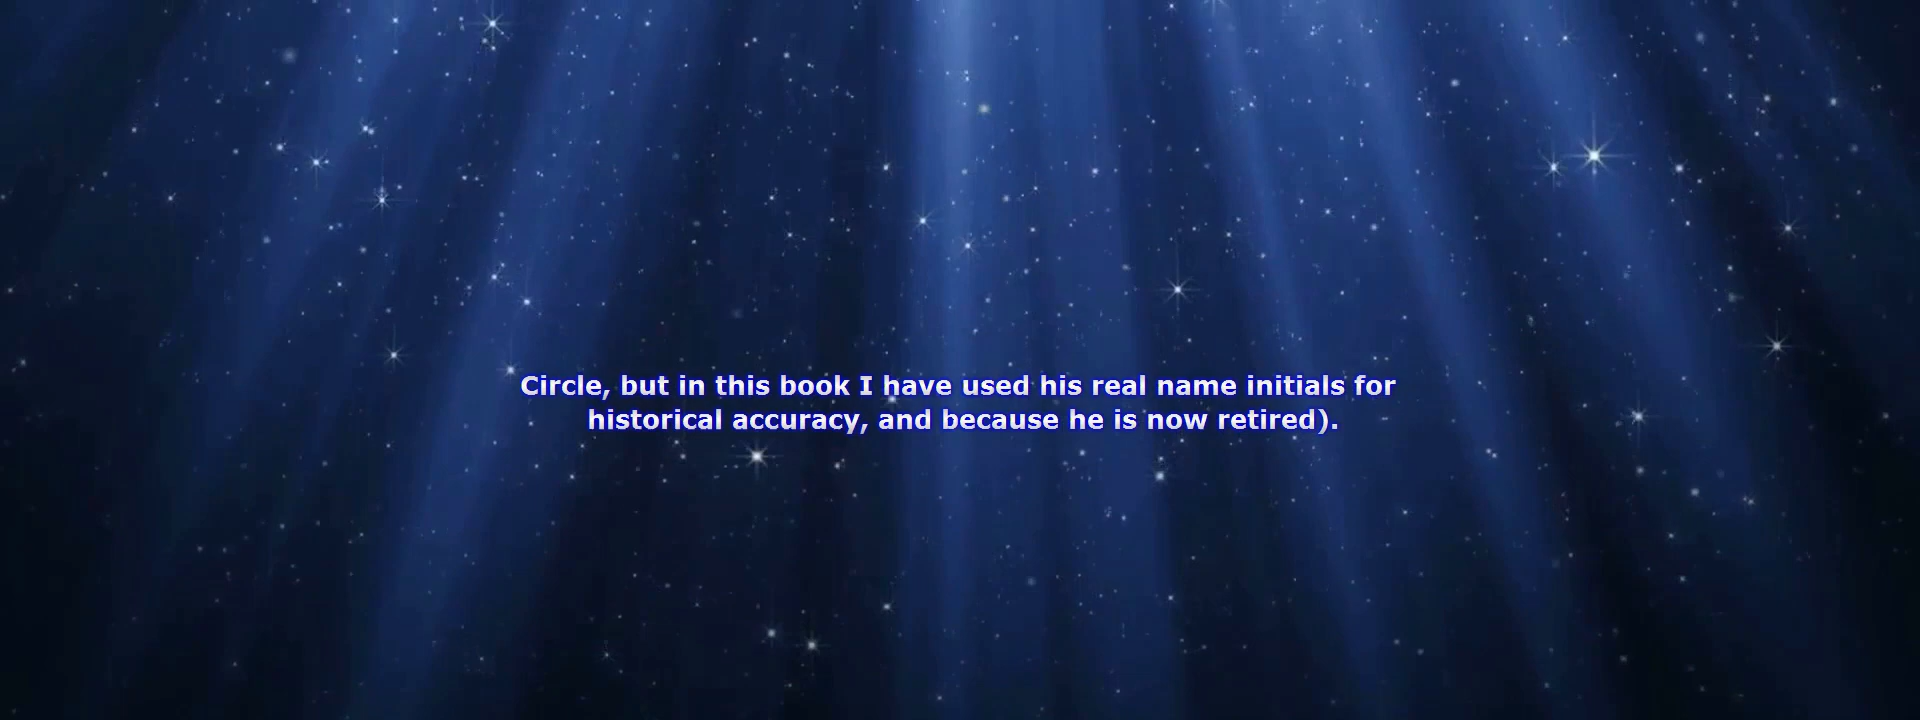 Circle, but in this book I have used his real name initials for
historical accuracy, and because he is now retired).